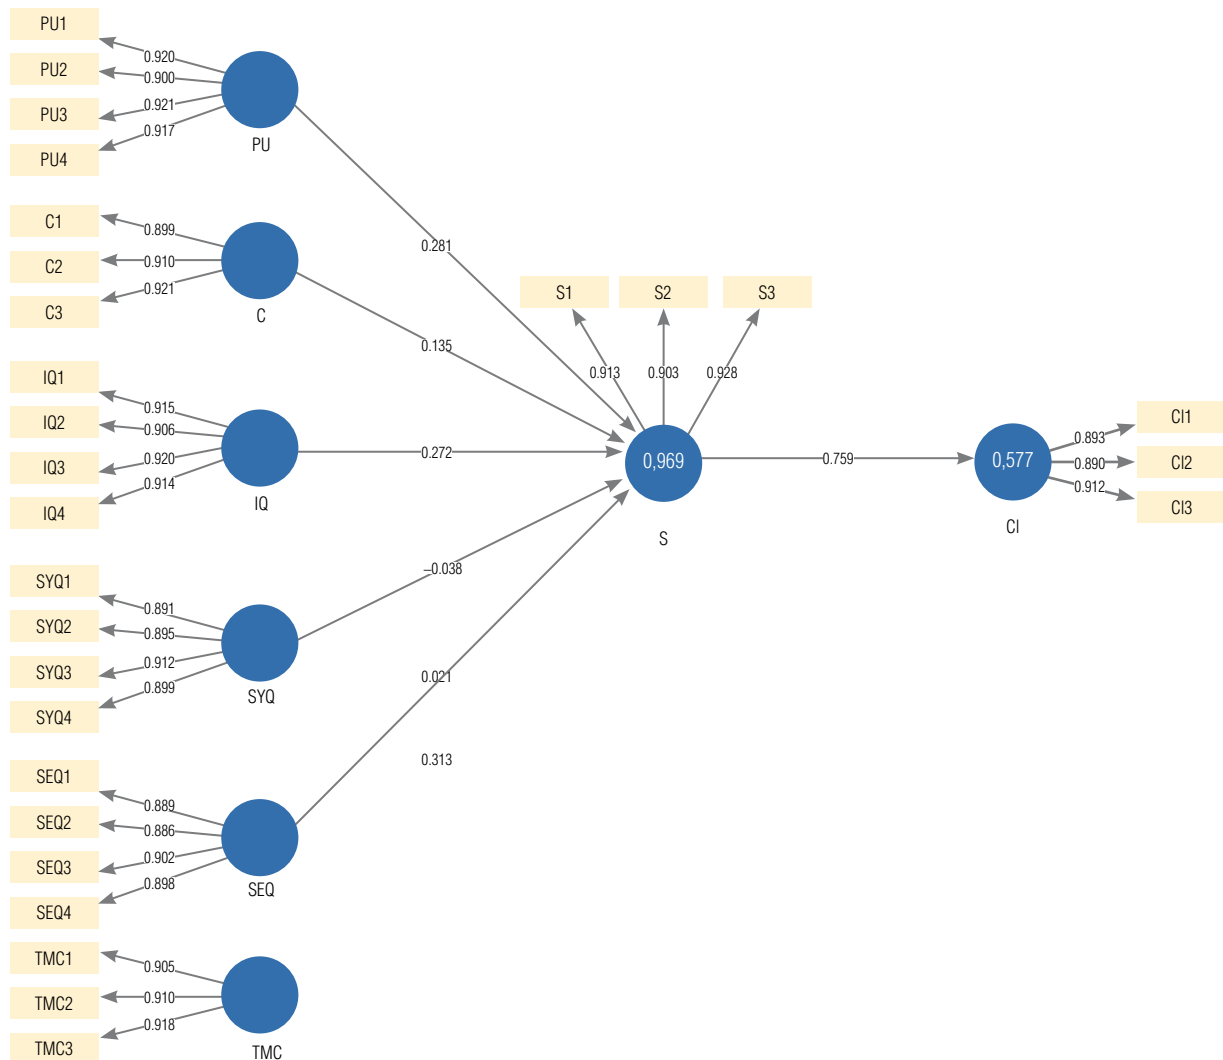 PU1
PU2
PU3
PU4
0.920
0.900
0.921
0.917
PU
C1
C2
C3
0.899
0.910
0.921
C
IQ1
IQ2
IQ3
IQ4
0.915
0.906
0.920
0.914
IQ
SYQ1
SYQ2
SYQ3
SYQ4
0.891
0.895
0.912
0.899
SYQ
SEQ1
SEQ2
SEQ3
SEQ4
0.889
0.886
0.902
0.898
SEQ
TMC1
TMC2
TMC3
0.905
0.910
0.918
TMC
0.281
0.135
0.272
–0.038
0.021
0.313
S1 S2 S3
0.913 0.903 0.928
0,969
S
0.759
0,577
CI
0.893
0.890
0.912
CI1
CI2
CI3